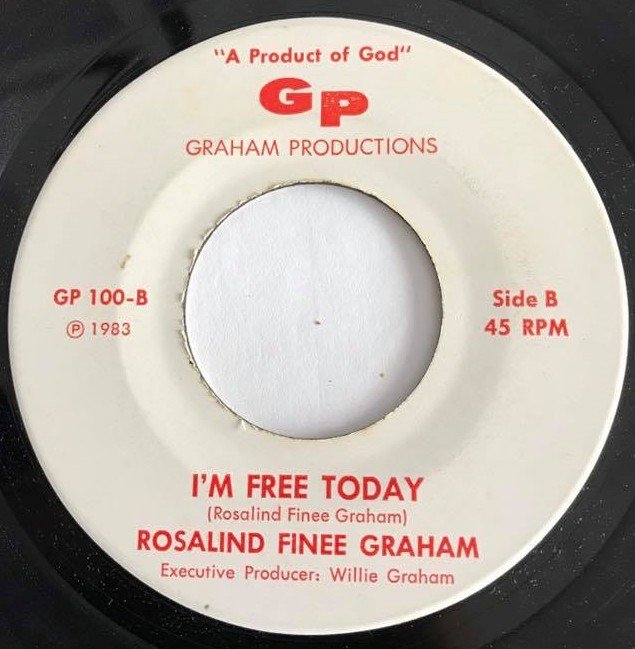 "A Product of God"
GP
GRAHAM PRODUCTIONS
GP 100-B
℗ 1983
Side B
45 RPM
I'M FREE TODAY
(Rosalind Finee Graham)
ROSALIND FINEE GRAHAM
Executive Producer: Willie Graham